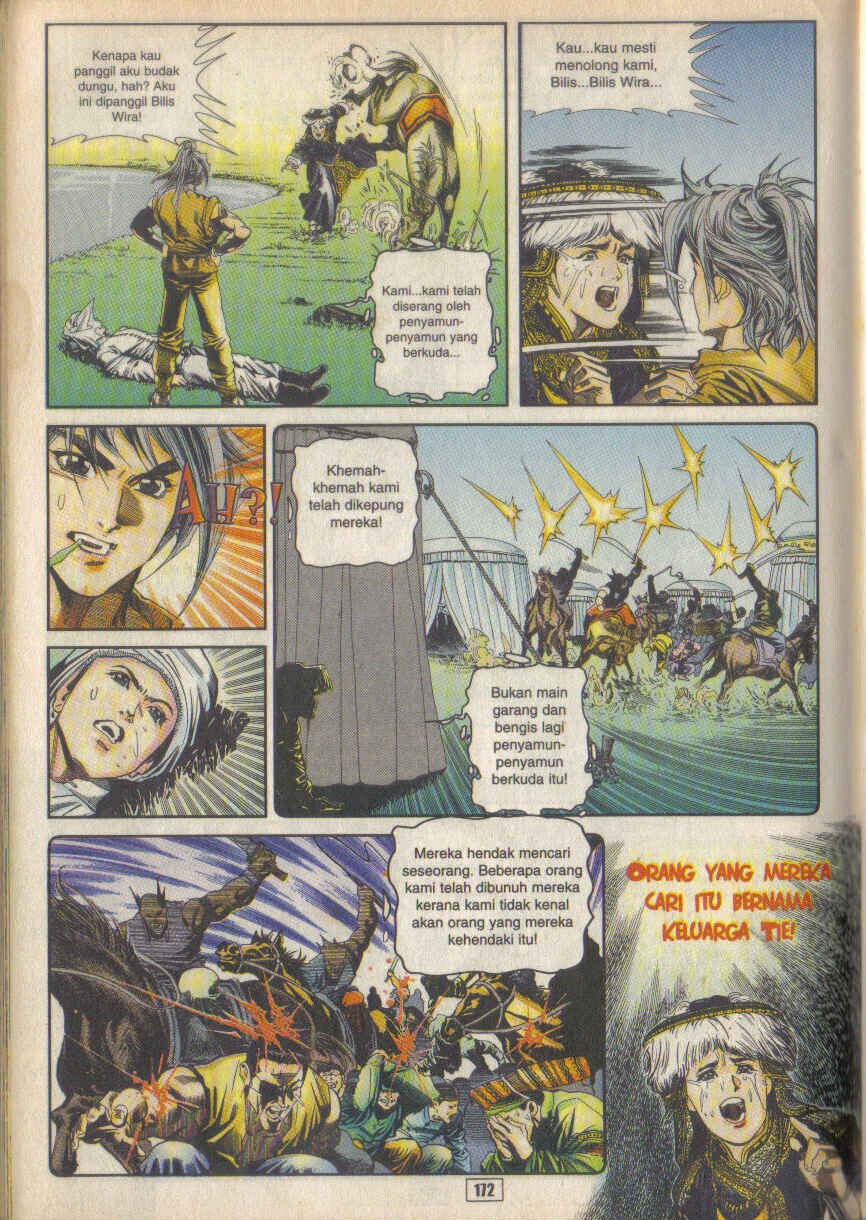 Kenapa kau
panggil aku budak
dungu, hah? Aku
ini dipanggil Bilis
Wira!
Kami...kami telah
diserang oleh
penyamun-
penyamun yang
berkuda...
Kau...kau mesti
menolong kami,
Bilis...Bilis Wira...
AH?!
Khemah-
khemah kami
telah dikepung
mereka!
Bukan main
garang dan
bengis lagi
penyamun-
penyamun
berkuda itu!
Mereka hendak mencari
seseorang. Beberapa orang
kami telah dibunuh mereka
kerana kami tidak kenal
akan orang yang mereka
kehendaki itu!
ORANG YANG MEREKA
CARI ITU BERNAMA
KELUARGA TIE!
172